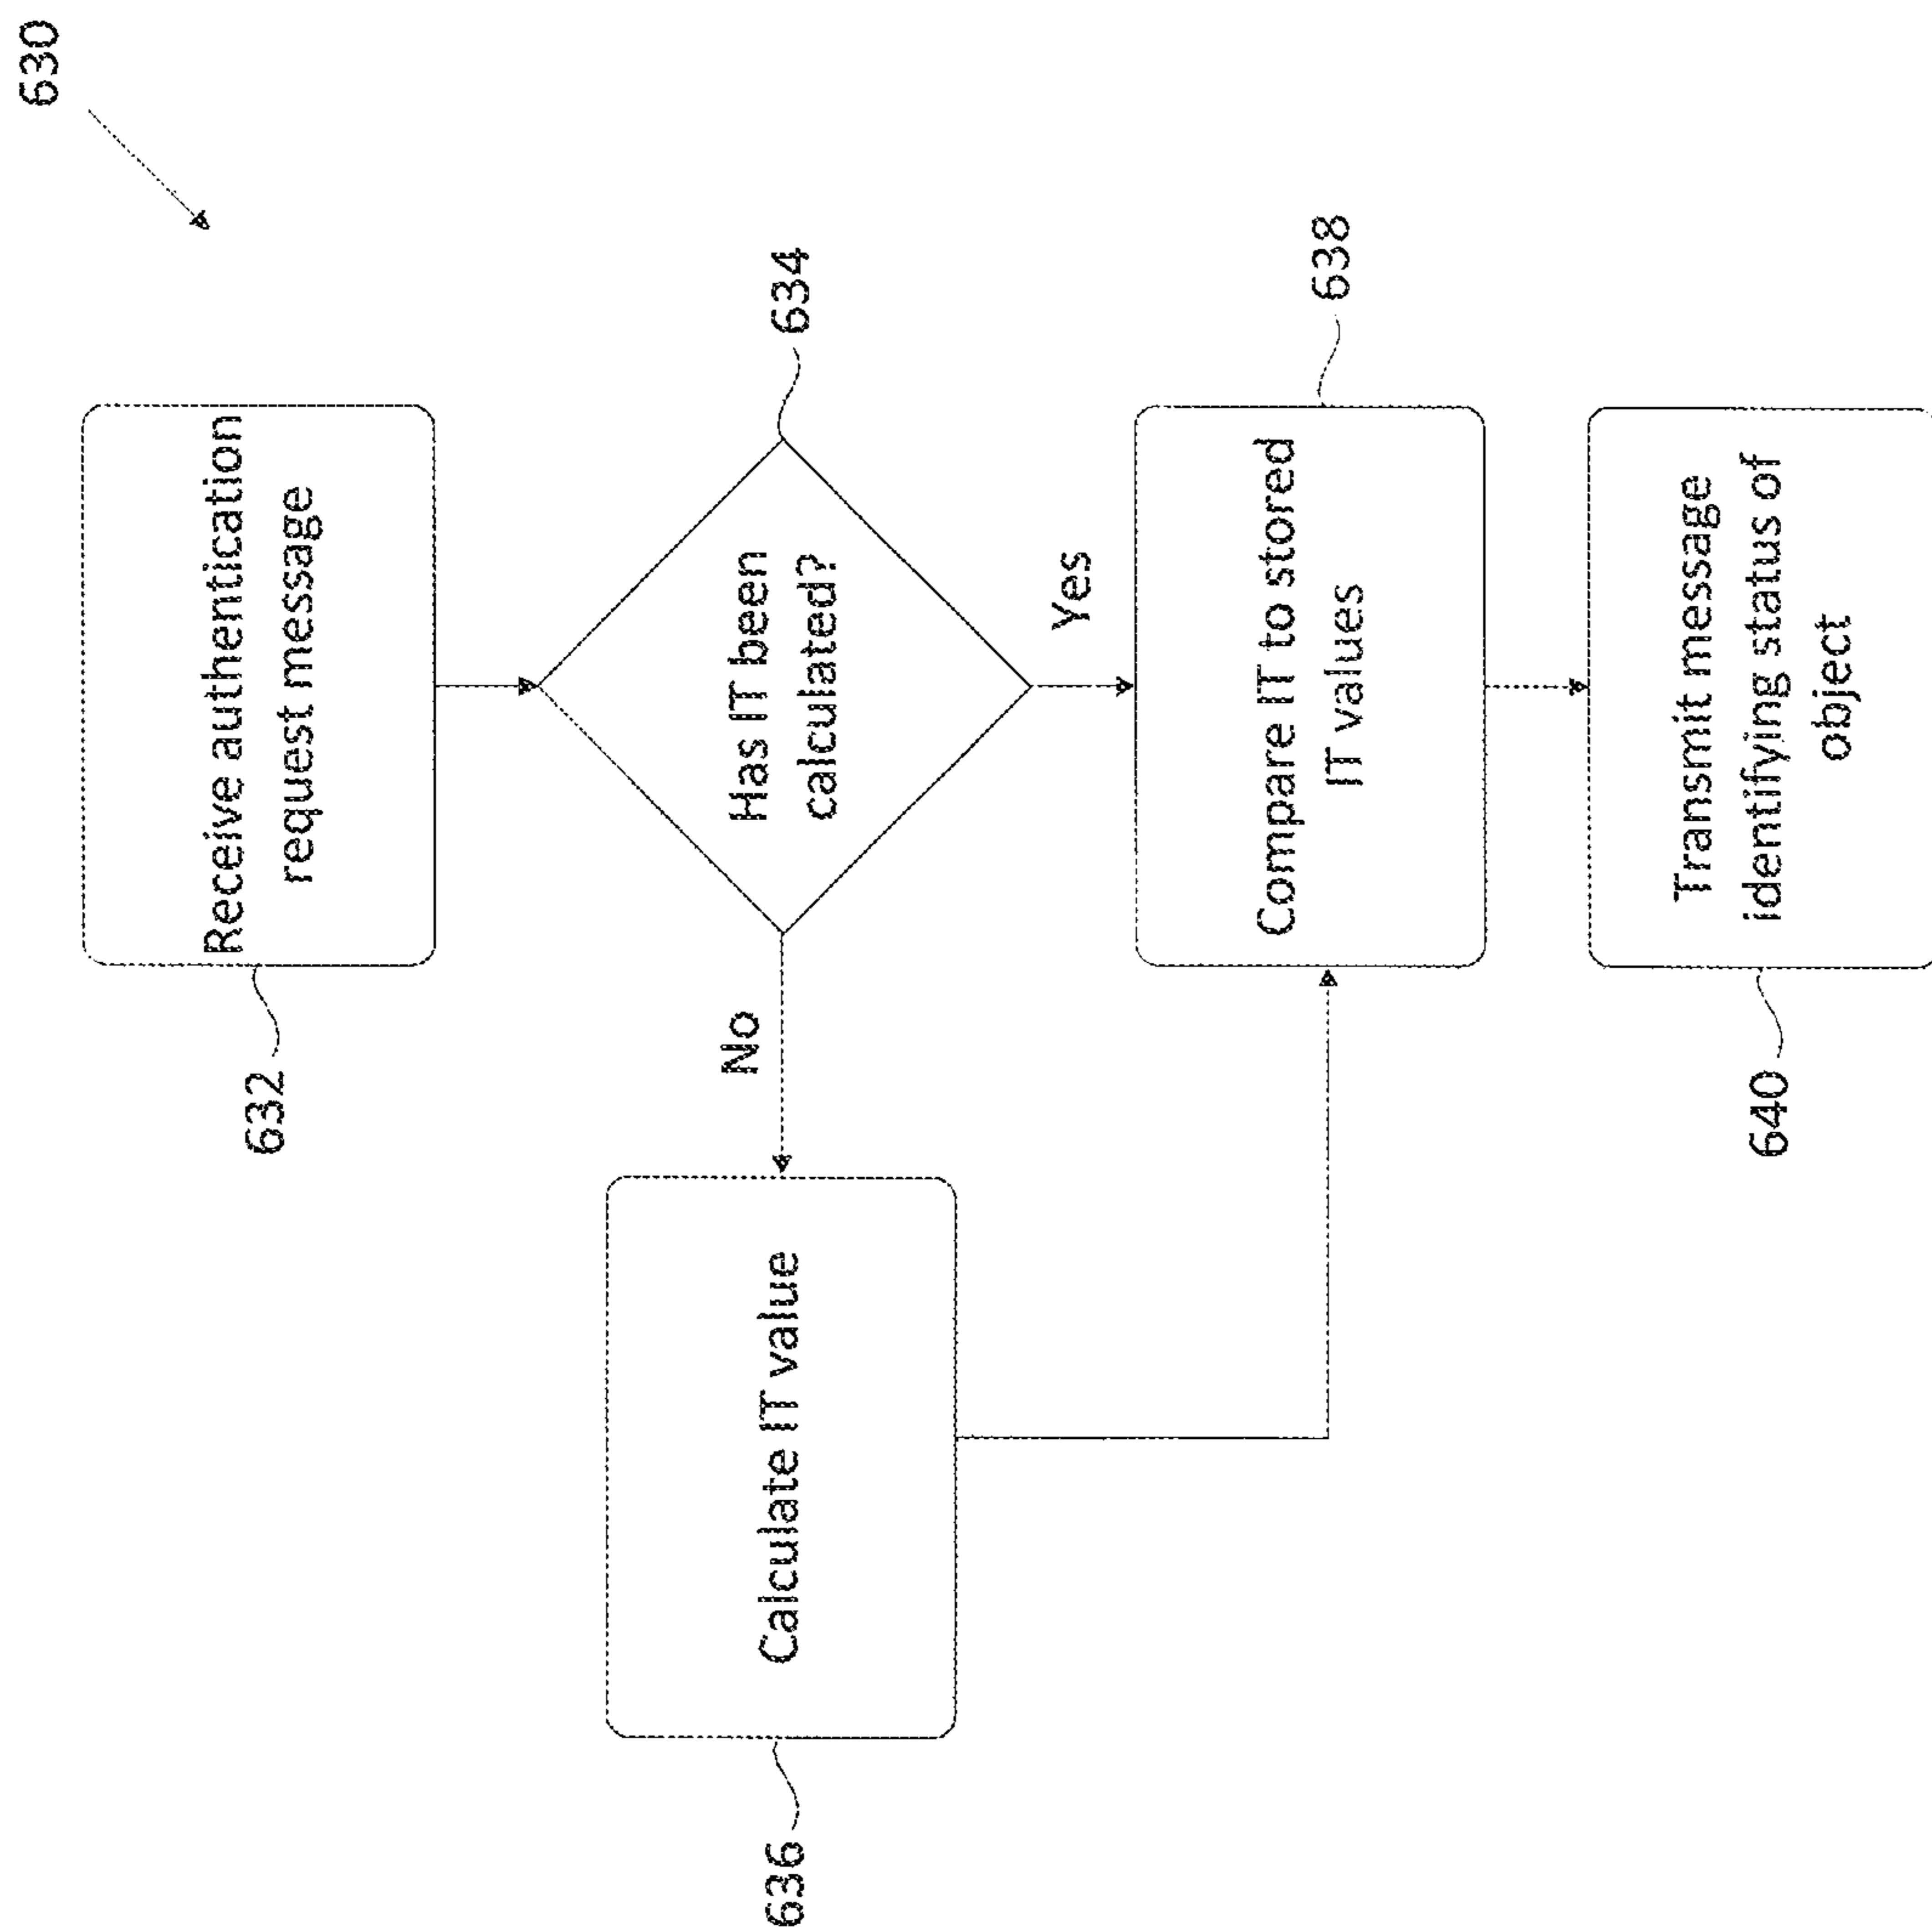 630
632
Receive authentication
request message
Has IT been
calculated?
634
No
Yes
636
Calculate IT value
Compare IT to stored
IT values
638
640
Transmit message
identifying status of
object